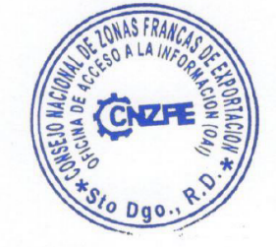 CONSEJO NACIONAL DE ZONAS FRANCAS DE EXPORTACION
OFICINA DE ACCESO A LA INFORMACION (OAI)
CNZFE
*Sto Dgo., R.D.*